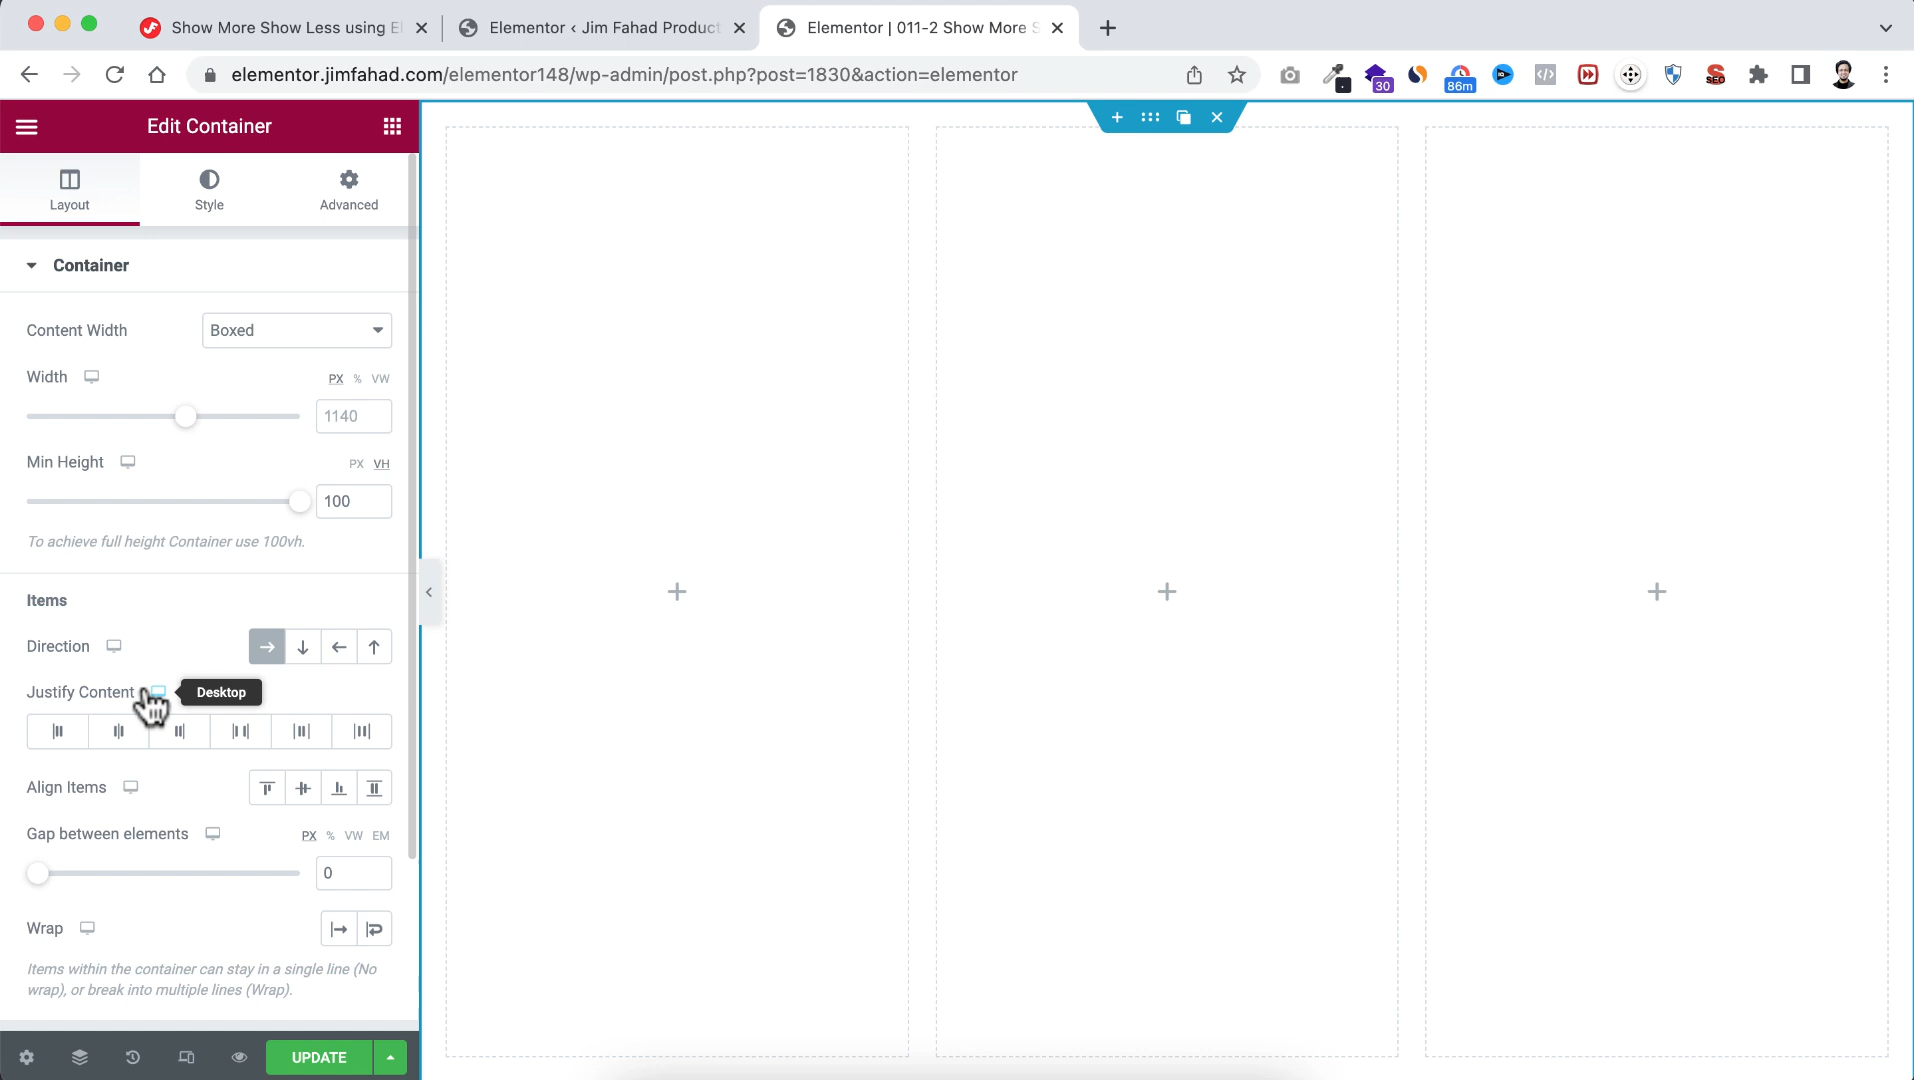 Show More Show Less using El
Elementor ‹ Jim Fahad Product
Elementor | 011-2 Show More S
elementor.jimfahad.com/elementor148/wp-admin/post.php?post=1830&action=elementor
30
86m
SEO
Edit Container
Layout
Style
Advanced
Container
Content Width
Boxed
Width
PX % VW
1140
Min Height
PX VH
100
To achieve full height Container use 100vh.
Items
Direction
Justify Content
Desktop
Align Items
Gap between elements
PX % VW EM
0
Wrap
Items within the container can stay in a single line (No
wrap), or break into multiple lines (Wrap).
UPDATE